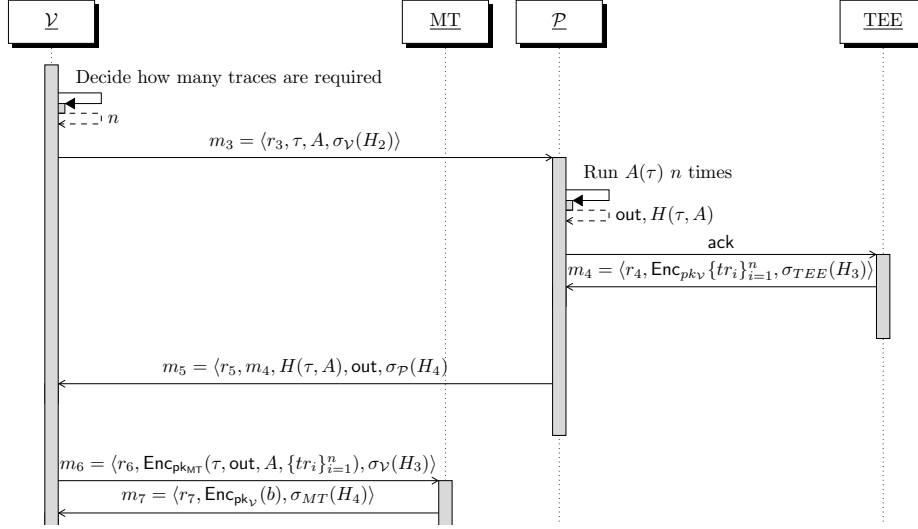 𝒱 MT 𝒫 TEE
Decide how many traces are required
n
m₃ = ⟨r₃, τ, A, σ_𝒱(H₂)⟩
Run A(τ) n times
out, H(τ, A)
ack
m₄ = ⟨r₄, Enc_{pk_𝒱}{tr_i}_{i=1}^n, σ_{TEE}(H₃)⟩
m₅ = ⟨r₅, m₄, H(τ, A), out, σ_𝒫(H₄)
m₆ = ⟨r₆, Enc_{pk_MT}(τ, out, A, {tr_i}_{i=1}^n), σ_𝒱(H₃)⟩
m₇ = ⟨r₇, Enc_{pk_𝒱}(b), σ_{MT}(H₄)⟩